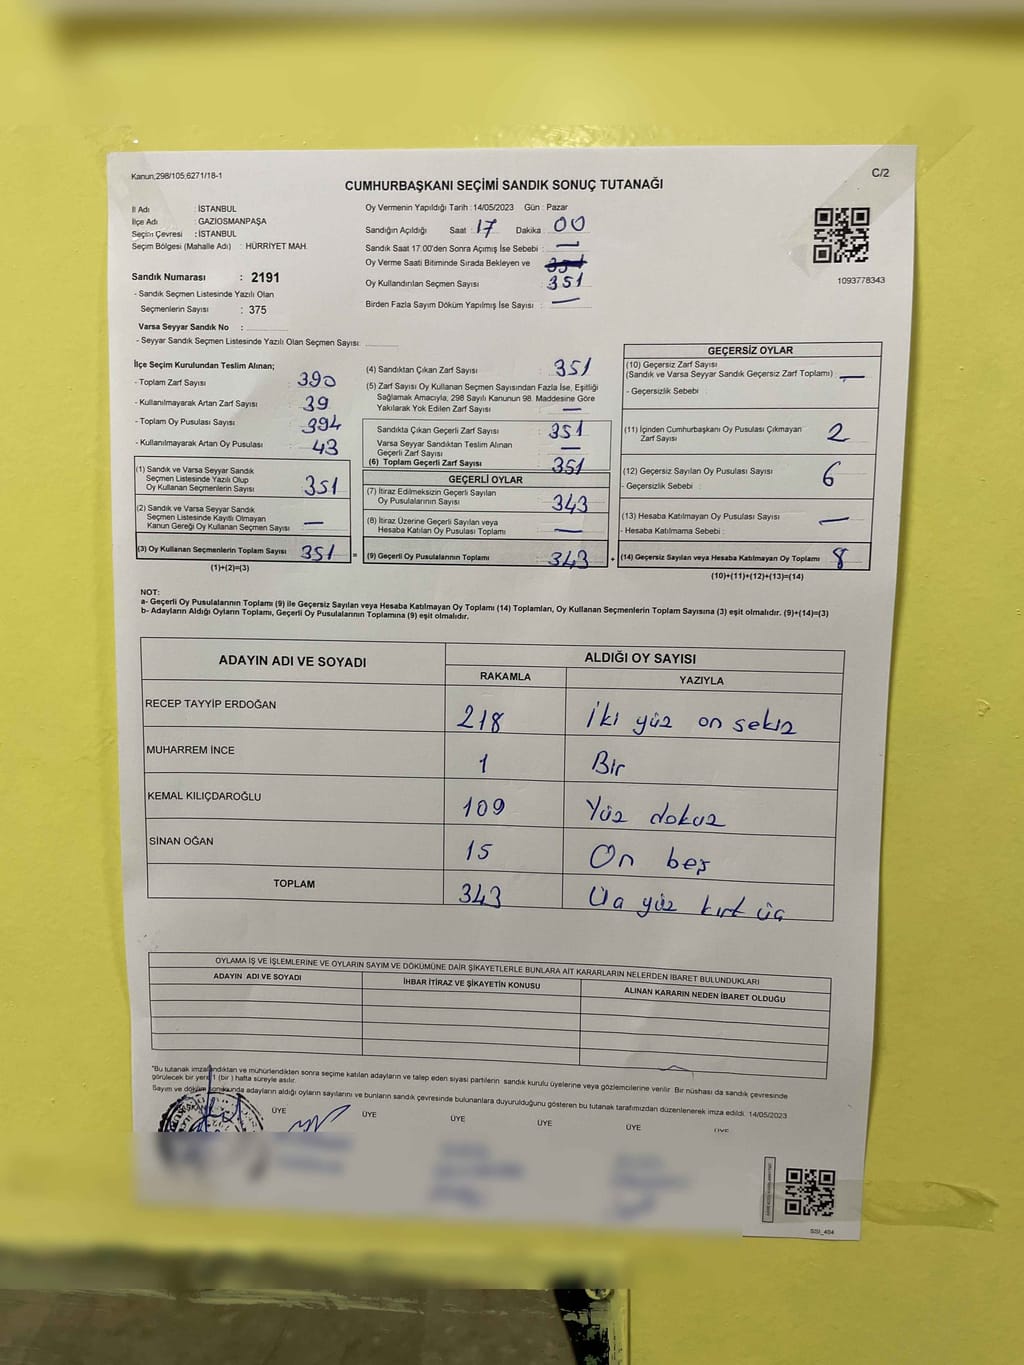 Kanun;298/105;6271/18-1
C/2
CUMHURBAŞKANI SEÇİMİ SANDIK SONUÇ TUTANAĞI
İl Adı : İSTANBUL
İlçe Adı : GAZİOSMANPAŞA
Seçim Çevresi : İSTANBUL
Seçim Bölgesi (Mahalle Adı) : HÜRRİYET MAH.
Sandık Numarası : 2191
- Sandık Seçmen Listesinde Yazılı Olan
Seçmenlerin Sayısı : 375
Varsa Seyyar Sandık No :
- Seyyar Sandık Seçmen Listesinde Yazılı Olan Seçmen Sayısı:
Oy Vermenin Yapıldığı Tarih : 14/05/2023 Gün : Pazar
Sandığın Açıldığı Saat : 17 Dakika : 00
Sandık Saat 17.00'den Sonra Açımış İse Sebebi : —
Oy Verme Saati Bitiminde Sırada Bekleyen ve
Oy Kullandırılan Seçmen Sayısı : 351
Birden Fazla Sayım Döküm Yapılmış İse Sayısı : —
1093778343
İlçe Seçim Kurulundan Teslim Alınan;
- Toplam Zarf Sayısı : 390
- Kullanılmayarak Artan Zarf Sayısı : 39
- Toplam Oy Pusulası Sayısı : 394
- Kullanılmayarak Artan Oy Pusulası : 43
(1) Sandık ve Varsa Seyyar Sandık
Seçmen Listesinde Yazılı Olup
Oy Kullanan Seçmenlerin Sayısı : 351
(2) Sandık ve Varsa Seyyar Sandık
Seçmen Listesinde Kayıtlı Olmayan
Kanun Gereği Oy Kullanan Seçmen Sayısı : —
(3) Oy Kullanan Seçmenlerin Toplam Sayısı : 351 =
(1)+(2)=(3)
(4) Sandıktan Çıkan Zarf Sayısı : 351
(5) Zarf Sayısı Oy Kullanan Seçmen Sayısından Fazla İse, Eşitliği
Sağlamak Amacıyla, 298 Sayılı Kanunun 98. Maddesine Göre
Yakılarak Yok Edilen Zarf Sayısı : —
Sandıkta Çıkan Geçerli Zarf Sayısı : 351
Varsa Seyyar Sandıktan Teslim Alınan
Geçerli Zarf Sayısı : —
(6) Toplam Geçerli Zarf Sayısı : 351
GEÇERLİ OYLAR
(7) İtiraz Edilmeksizin Geçerli Sayılan
Oy Pusulalarının Sayısı : 343
(8) İtiraz Üzerine Geçerli Sayılan veya
Hesaba Katılan Oy Pusulası Toplamı : —
(9) Geçerli Oy Pusulalarının Toplamı : 343 +
GEÇERSİZ OYLAR
(10) Geçersiz Zarf Sayısı
(Sandık ve Varsa Seyyar Sandık Geçersiz Zarf Toplamı) : —
- Geçersizlik Sebebi :
(11) İçinden Cumhurbaşkanı Oy Pusulası Çıkmayan
Zarf Sayısı : 2
(12) Geçersiz Sayılan Oy Pusulası Sayısı : 6
- Geçersizlik Sebebi :
(13) Hesaba Katılmayan Oy Pusulası Sayısı : —
- Hesaba Katılmama Sebebi :
(14) Geçersiz Sayılan veya Hesaba Katılmayan Oy Toplamı : 8
(10)+(11)+(12)+(13)=(14)
NOT:
a- Geçerli Oy Pusulalarının Toplamı (9) ile Geçersiz Sayılan veya Hesaba Katılmayan Oy Toplamı (14) Toplamları, Oy Kullanan Seçmenlerin Toplam Sayısına (3) eşit olmalıdır. (9)+(14)=(3)
b- Adayların Aldığı Oyların Toplamı, Geçerli Oy Pusulalarının Toplamına (9) eşit olmalıdır.
ADAYIN ADI VE SOYADI ALDIĞI OY SAYISI
RAKAMLA YAZIYLA
RECEP TAYYİP ERDOĞAN 218 İki yüz on sekiz
MUHARREM İNCE 1 Bir
KEMAL KILIÇDAROĞLU 109 Yüz dokuz
SİNAN OĞAN 15 On beş
TOPLAM 343 Üç yüz kırk üç
OYLAMA İŞ VE İŞLEMLERİNE VE OYLARIN SAYIM VE DÖKÜMÜNE DAİR ŞİKAYETLERLE BUNLARA AİT KARARLARIN NELERDEN İBARET BULUNDUKLARI
ADAYIN ADI VE SOYADI İHBAR İTİRAZ VE ŞİKAYETİN KONUSU ALINAN KARARIN NEDEN İBARET OLDUĞU
"Bu tutanak imzalandıktan ve mühürlendikten sonra seçime katılan adayların ve talep eden siyasi partilerin sandık kurulu üyelerine veya gözlemcilerine verilir. Bir nüshası da sandık çevresinde
görülecek bir yere 1 (bir) hafta süreyle asılır.
Sayım ve döküm sonunda adayların aldığı oyların sayılarını ve bunların sandık çevresinde bulunanlara duyurulduğunu gösteren bu tutanak tarafımızdan düzenlenerek imza edildi. 14/05/2023
ÜYE ÜYE ÜYE ÜYE ÜYE ÜYE
SSI_404